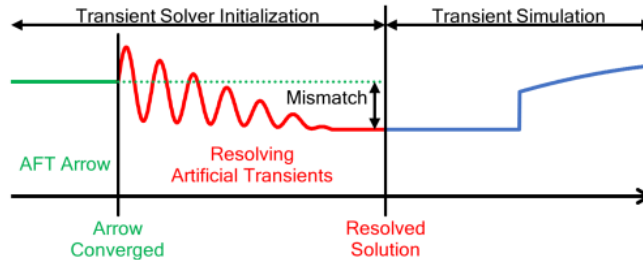 Transient Solver Initialization
Transient Simulation
Mismatch
AFT Arrow
Resolving
Artificial Transients
Arrow
Converged
Resolved
Solution